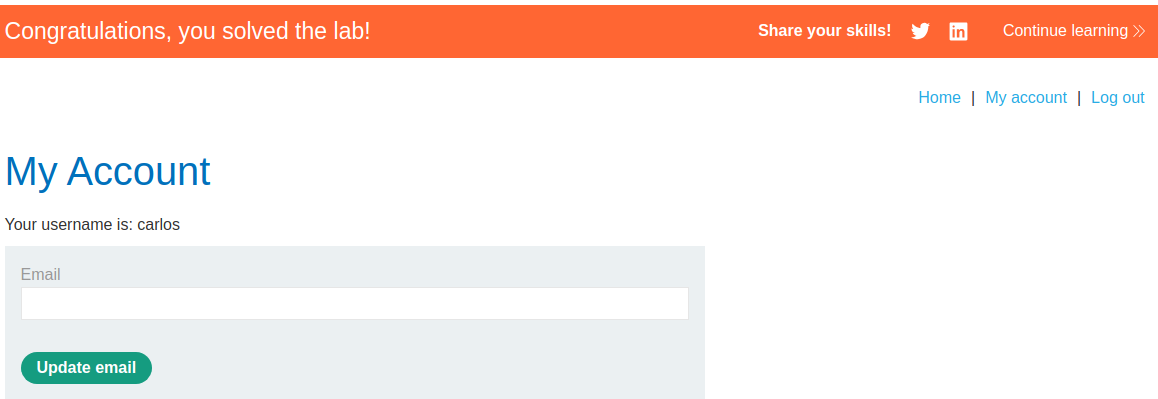 Congratulations, you solved the lab!
Share your skills!
Continue learning
Home | My account | Log out
My Account
Your username is: carlos
Email
Update email